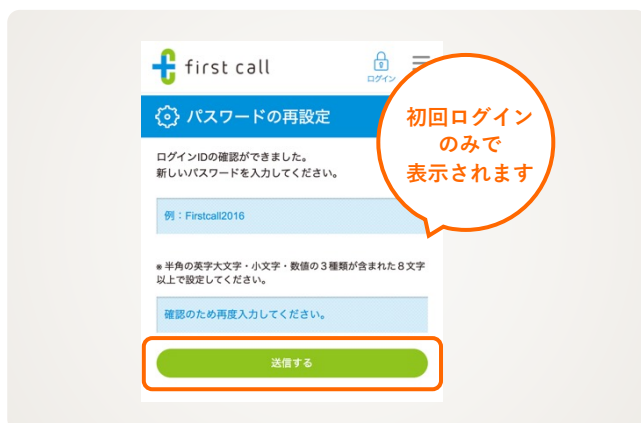 first call
ログイン
パスワードの再設定
初回ログイン
のみで
表示されます
ログインIDの確認ができました。
新しいパスワードを入力してください。
例：Firstcall2016
※半角の英字大文字・小文字・数値の３種類が含まれた８文字
以上で設定してください。
確認のため再度入力してください。
送信する